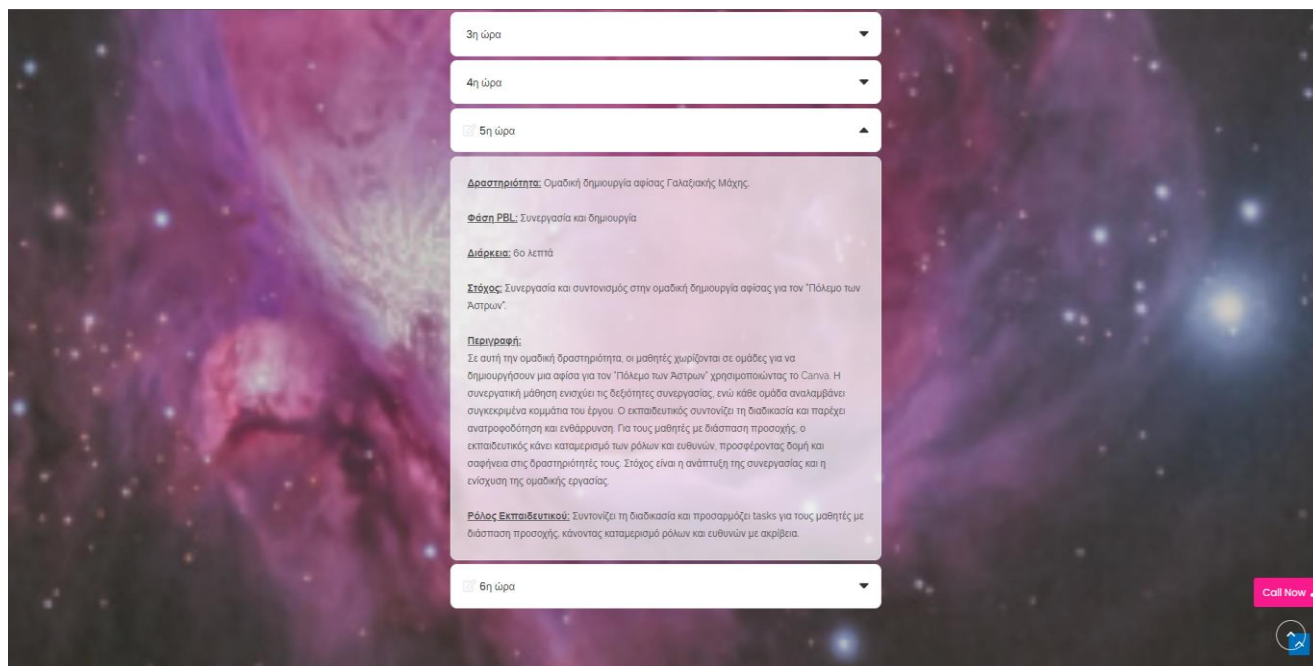 3η ώρα
4η ώρα
5η ώρα
Δραστηριότητα: Ομαδική δημιουργία αφίσας Γαλαξιακής Μάχης.
Φάση PBL: Συνεργασία και δημιουργία
Διάρκεια: 60 λεπτά
Στόχος: Συνεργασία και συντονισμός στην ομαδική δημιουργία αφίσας για τον "Πόλεμο των
Άστρων".
Περιγραφή:
Σε αυτή την ομαδική δραστηριότητα, οι μαθητές χωρίζονται σε ομάδες για να
δημιουργήσουν μια αφίσα για τον "Πόλεμο των Άστρων" χρησιμοποιώντας το Canva. Η
συνεργατική μάθηση ενισχύει τις δεξιότητες συνεργασίας, ενώ κάθε ομάδα αναλαμβάνει
συγκεκριμένα κομμάτια του έργου. Ο εκπαιδευτικός συντονίζει τη διαδικασία και παρέχει
ανατροφοδότηση και ενθάρρυνση. Για τους μαθητές με διάσπαση προσοχής, ο
εκπαιδευτικός κάνει καταμερισμό των ρόλων και ευθυνών, προσφέροντας δομή και
σαφήνεια στις δραστηριότητές τους. Στόχος είναι η ανάπτυξη της συνεργασίας και η
ενίσχυση της ομαδικής εργασίας.
Ρόλος Εκπαιδευτικού: Συντονίζει τη διαδικασία και προσαρμόζει tasks για τους μαθητές με
διάσπαση προσοχής, κάνοντας καταμερισμό ρόλων και ευθυνών με ακρίβεια.
6η ώρα
Call Now